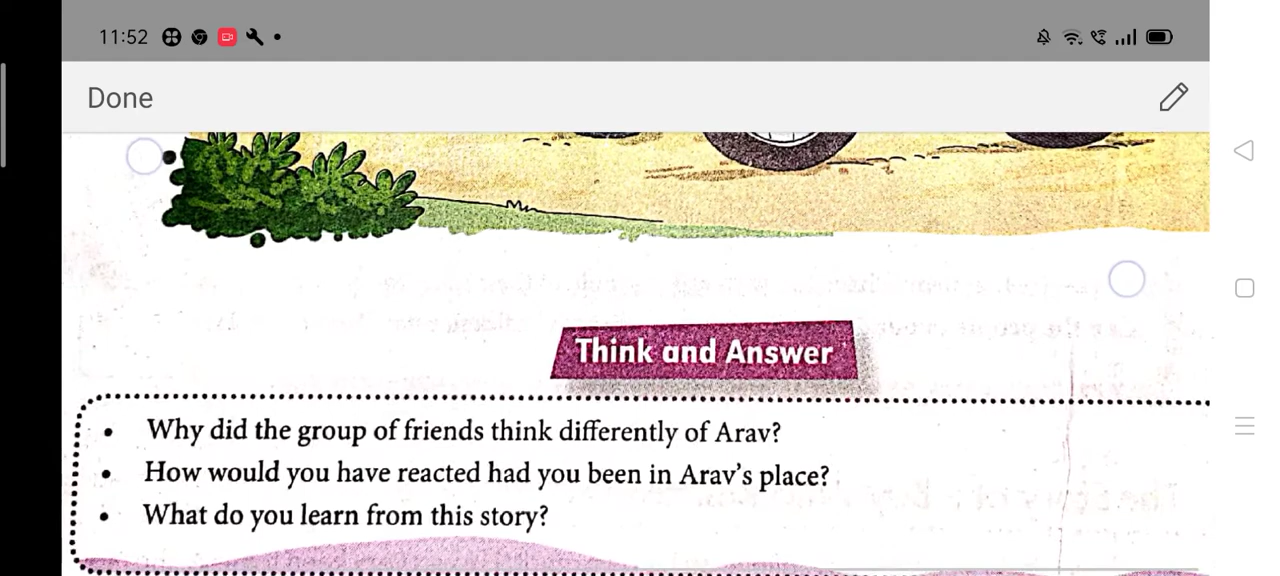 11:52
Done
Think and Answer
• Why did the group of friends think differently of Arav?
• How would you have reacted had you been in Arav's place?
• What do you learn from this story?